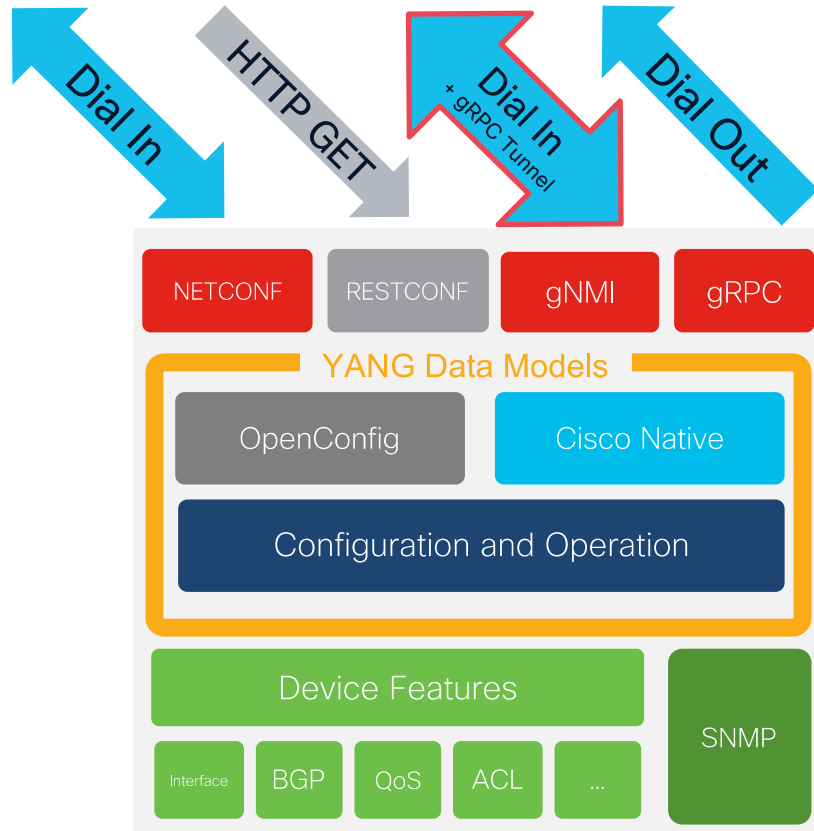 Dial In
HTTP GET
Dial In
+ gRPC Tunnel
Dial Out
NETCONF
RESTCONF
gNMI
gRPC
YANG Data Models
OpenConfig
Cisco Native
Configuration and Operation
Device Features
SNMP
Interface
BGP
QoS
ACL
...